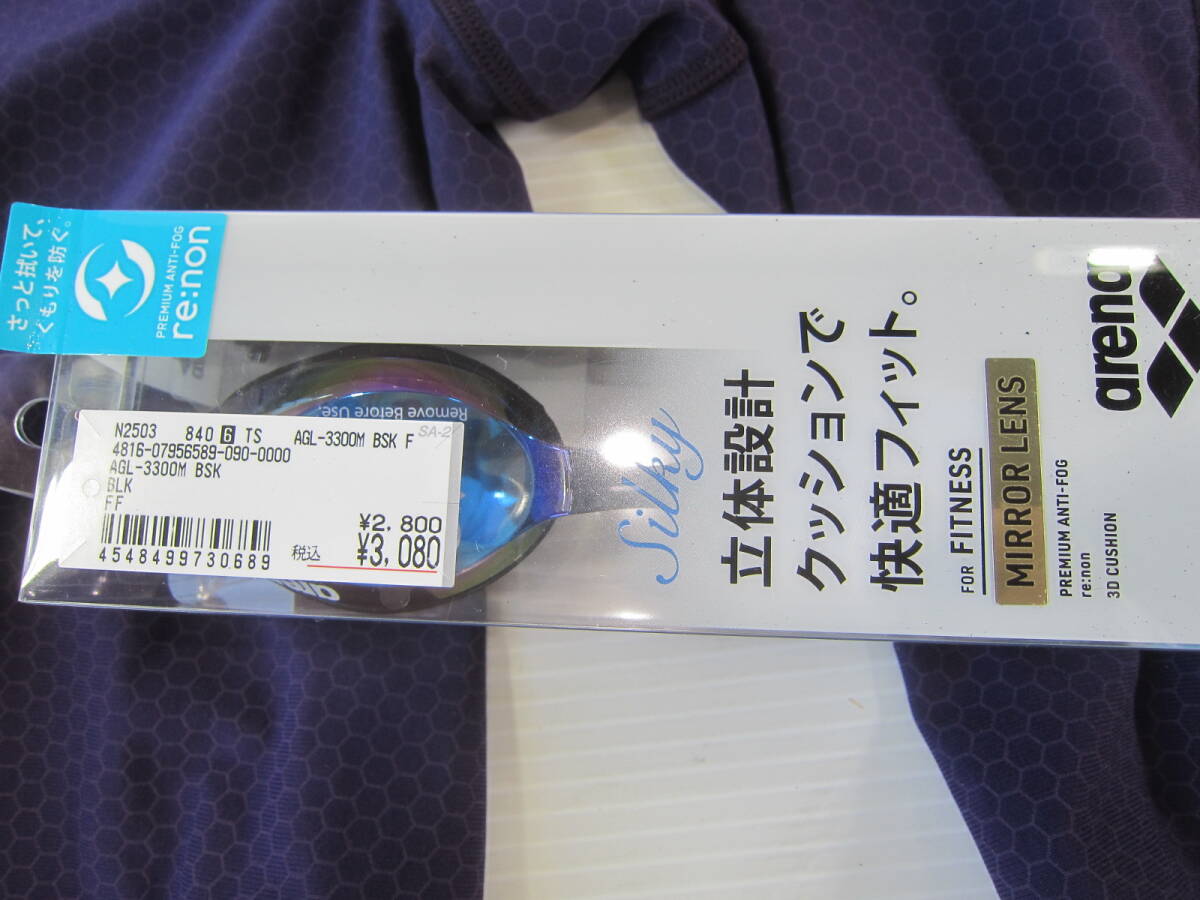 さっと拭いて、
くもりを防ぐ。
PREMIUM ANTI-FOG
re:non
Remove Before Use
SA-2
N2503 840 G TS AGL-3300M BSK F
4816-07956589-090-0000
AGL-3300M BSK
BLK
FF
¥2,800
税込 ¥3,080
4548499730689
Silky
立体設計
クッションで
快適フィット。
FOR FITNESS
MIRROR LENS
PREMIUM ANTI-FOG
re:non
3D CUSHION
arena